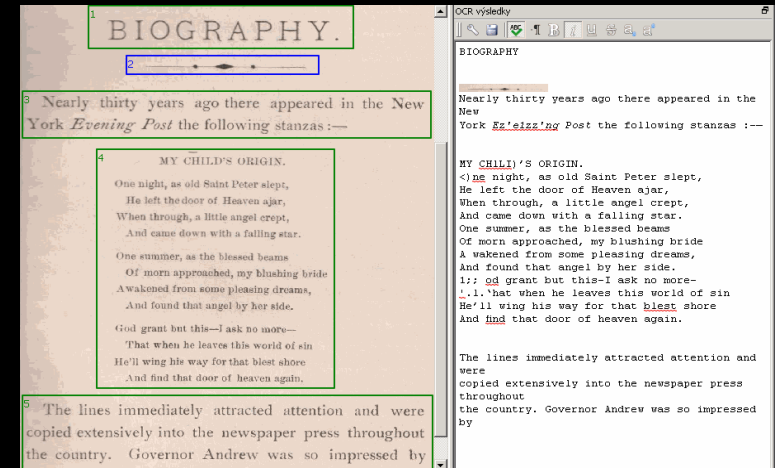 1
BIOGRAPHY.
2
3 Nearly thirty years ago there appeared in the New
York Evening Post the following stanzas :—
4
MY CHILD'S ORIGIN.
One night, as old Saint Peter slept,
He left the door of Heaven ajar,
When through, a little angel crept,
And came down with a falling star.
One summer, as the blessed beams
Of morn approached, my blushing bride
Awakened from some pleasing dreams,
And found that angel by her side.
God grant but this—I ask no more—
That when he leaves this world of sin
He'll wing his way for that blest shore
And find that door of heaven again,
5
The lines immediately attracted attention and were
copied extensively into the newspaper press throughout
the country. Governor Andrew was so impressed by
OCR výsledky
ABC ¶ B I U a a
BIOGRAPHY
Nearly thirty years ago there appeared in the
New
York Ez'e1zz'ng Post the following stanzas :--
MY CH1LI)'S ORIGIN.
<)ne night, as old Saint Peter slept,
He left the door of Heaven ajar,
When through, a little angel crept,
And came down with a falling star.
One summer, as the blessed beams
Of morn approached, my blushing bride
A wakened from some pleasing dreams,
And found that angel by her side.
1;; od grant but this-I ask no more-
'.1.'hat when he leaves this world of sin
He'll wing his way for that blest shore
And find that door of heaven again.
The lines immediately attracted attention and
were
copied extensively into the newspaper press
throughout
the country. Governor Andrew was so impressed
by